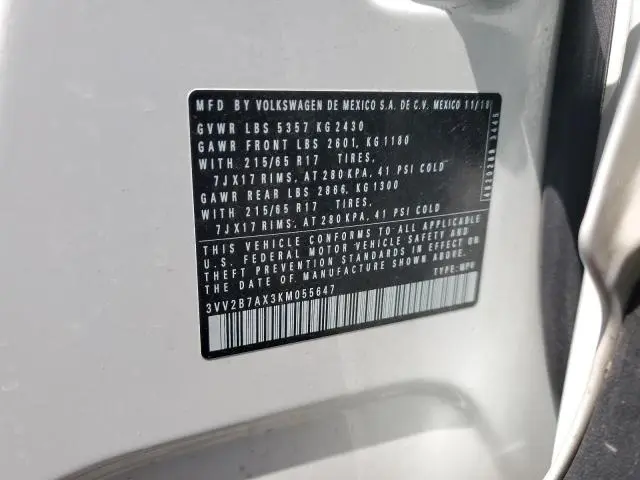 MFD BY VOLKSWAGEN DE MEXICO S.A. DE C.V. MEXICO 11/18
GVWR LBS 5357 KG 2430
GAWR FRONT LBS 2601, KG 1180
WITH 215/65 R17 TIRES,
7JX17 RIMS, AT 280 KPA, 41 PSI COLD
GAWR REAR LBS 2866, KG 1300
WITH 215/65 R17 TIRES,
7JX17 RIMS, AT 280 KPA, 41 PSI COLD
THIS VEHICLE CONFORMS TO ALL APPLICABLE
U.S. FEDERAL MOTOR VEHICLE SAFETY AND
THEFT PREVENTION STANDARDS IN EFFECT ON
THE DATE OF MANUFACTURE SHOWN ABOVE.
TYPE: MPV
3VV2B7AX3KM055647
3445